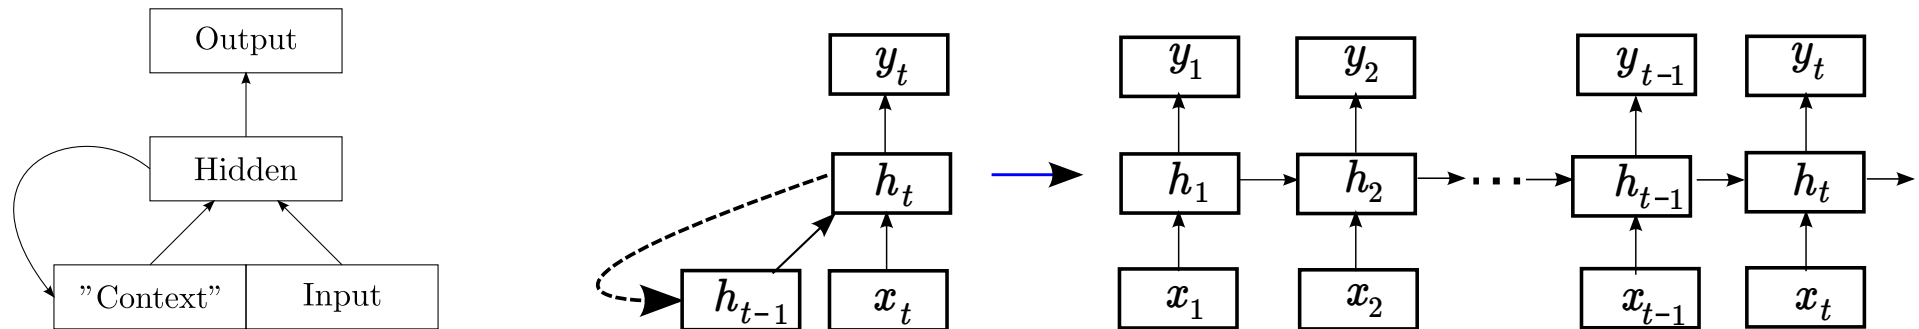 Output
Hidden
"Context" Input
y_t
h_t
h_{t-1} x_t
y_1 y_2 y_{t-1} y_t
h_1 h_2 ... h_{t-1} h_t
x_1 x_2 x_{t-1} x_t